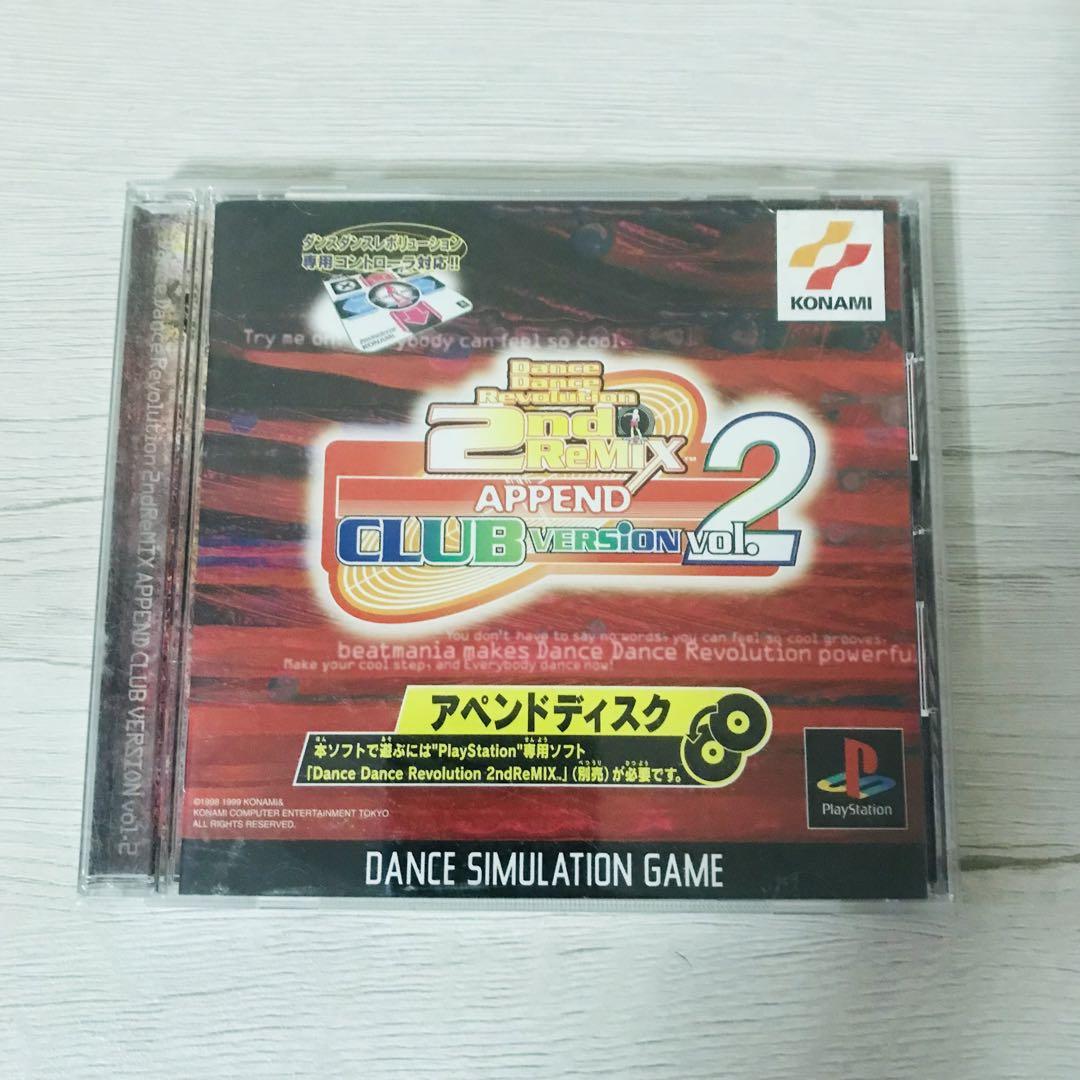 ダンスダンスレボリューション
専用コントローラ対応!!
KONAMI
Try me on
everybody can feel so cool.
Dance
Dance
Revolution
2nd
ReMIX™
APPEND
CLUB VERSiON vol.2
You don't have to say no words, you can feel so cool grooves.
beatmania makes Dance Dance Revolution powerfu
Make your cool step, and Everybody dance now!
アペンドディスク
本ソフトで遊ぶには"PlayStation"専用ソフト
「Dance Dance Revolution 2ndReMIX™」(別売)が必要です。
©1998 1999 KONAMI&
KONAMI COMPUTER ENTERTAINMENT TOKYO
ALL RIGHTS RESERVED.
PlayStation
DANCE SIMULATION GAME
Dance Dance Revolution 2ndReMIX APPEND CLUB VERSION vol.2